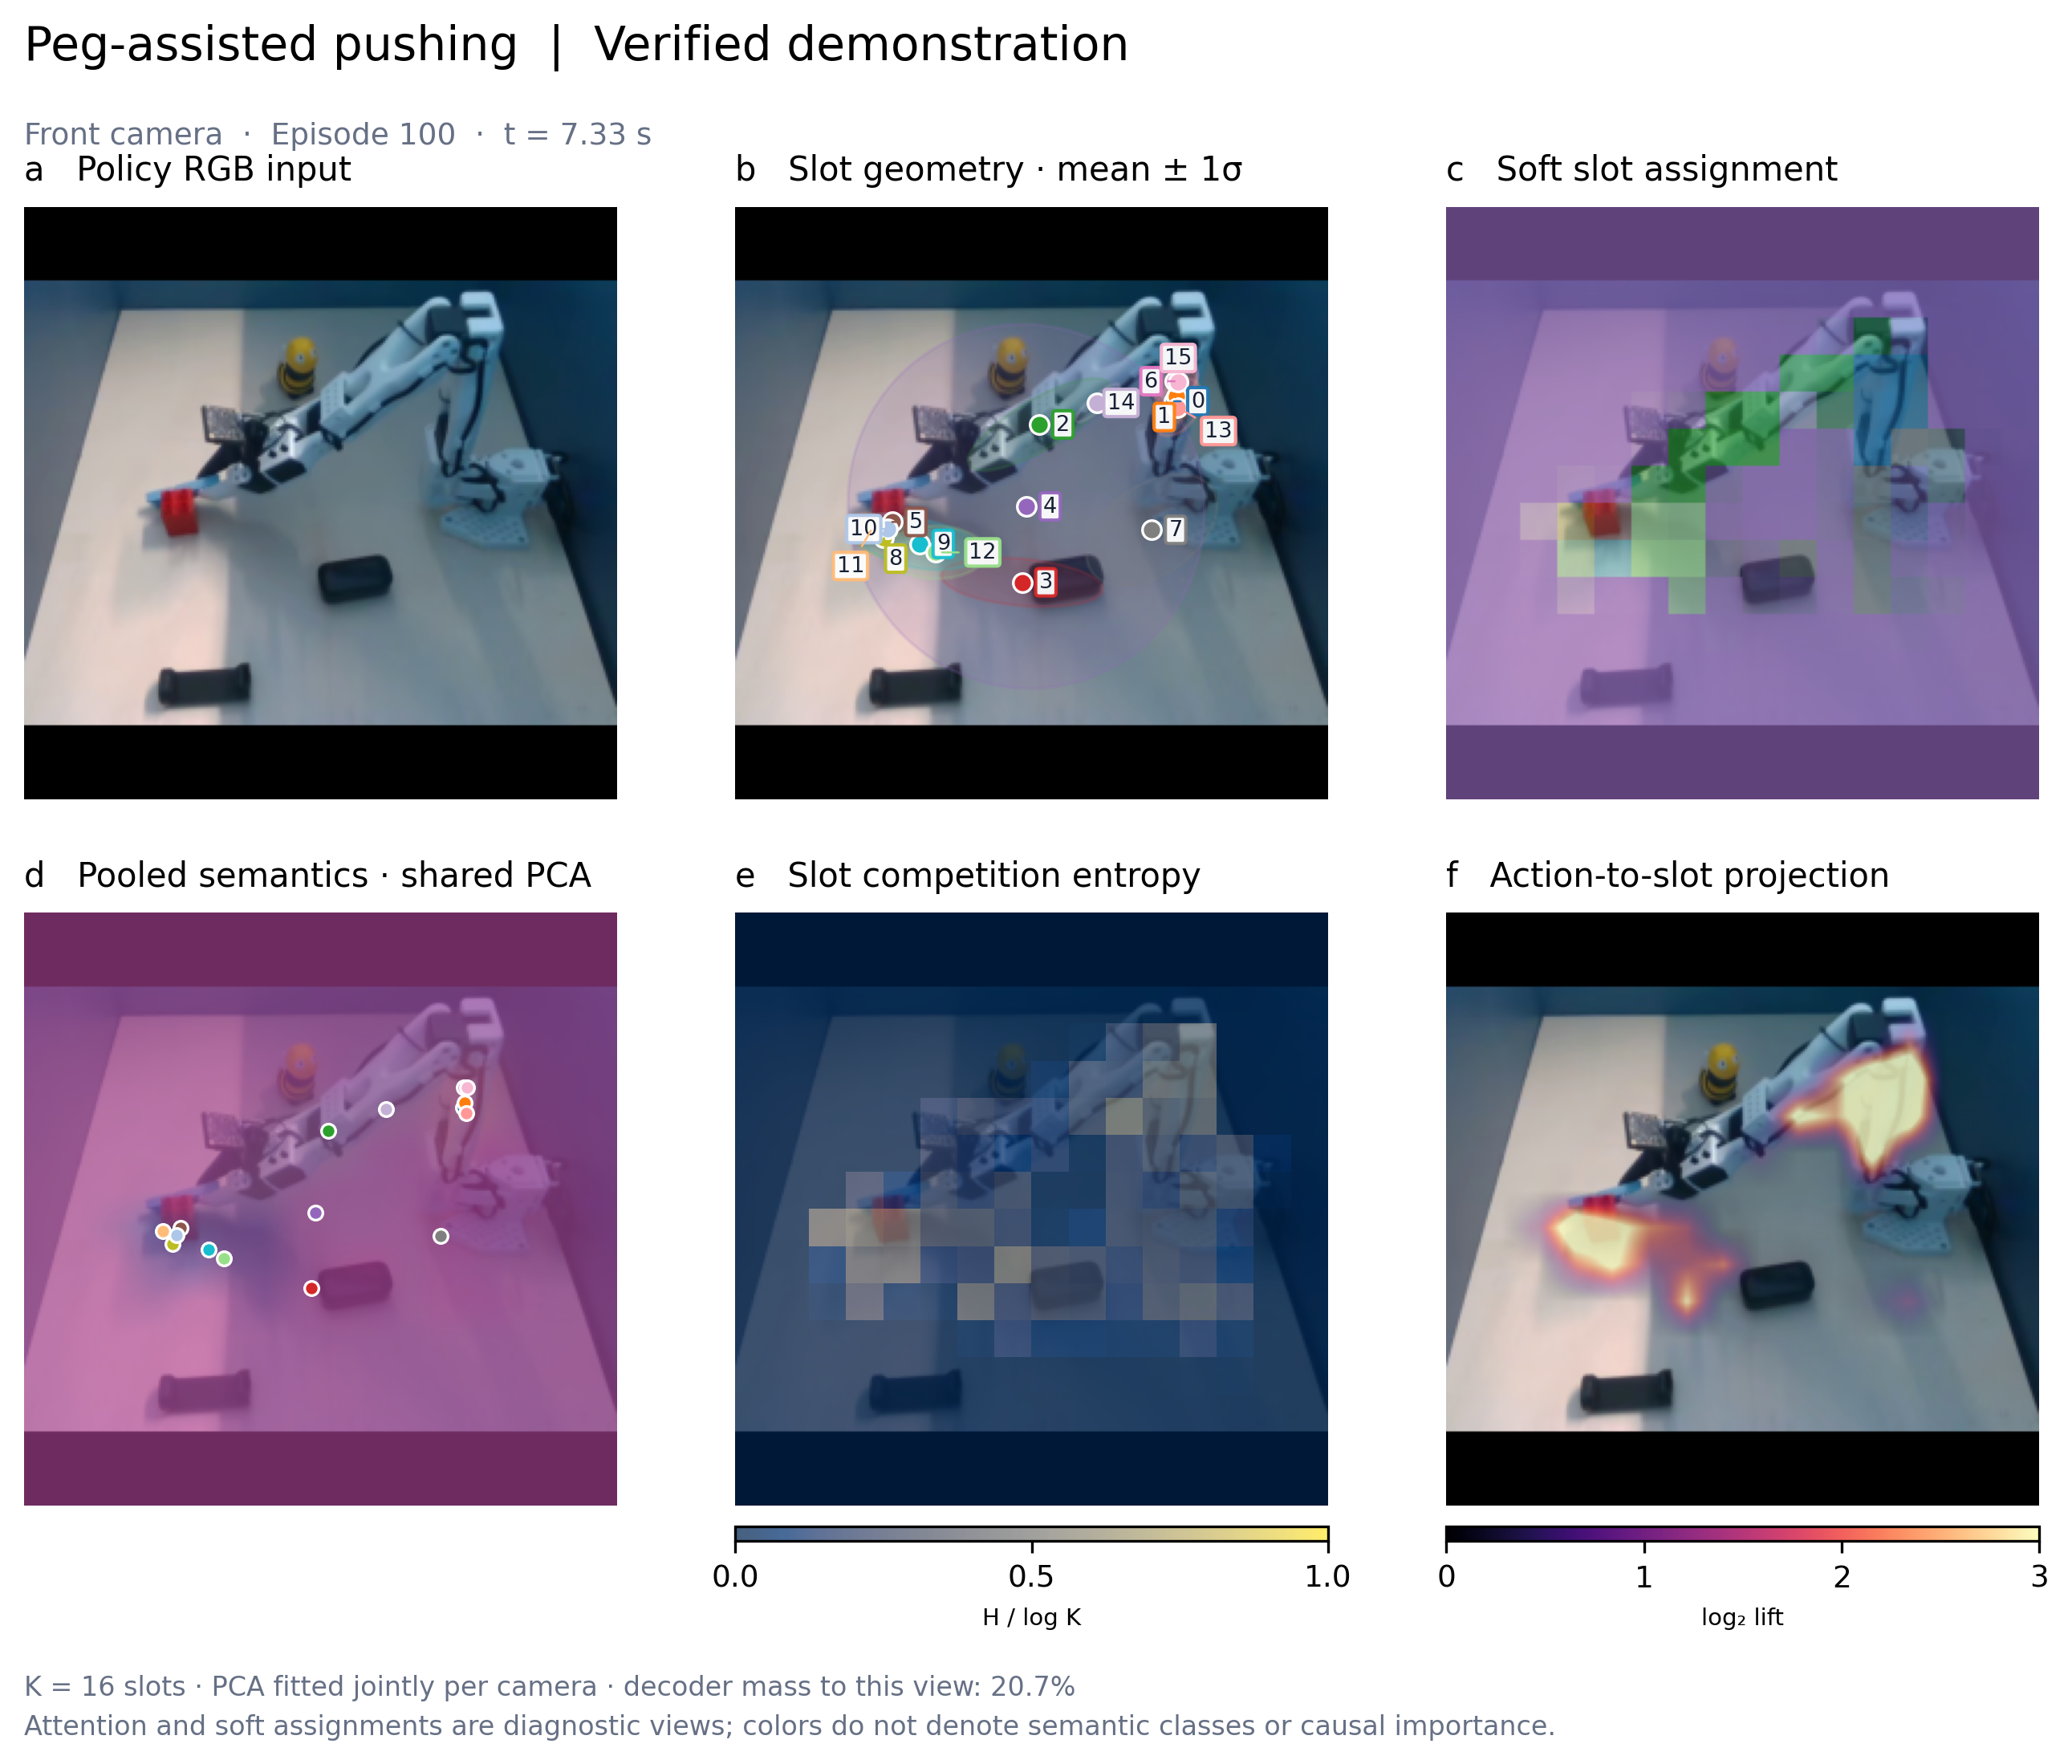 Peg-assisted pushing | Verified demonstration
Front camera · Episode 100 · t = 7.33 s
a Policy RGB input
b Slot geometry · mean ± 1σ
c Soft slot assignment
15
6
14
0
1
2
13
4
10
5
7
9
12
8
11
3
d Pooled semantics · shared PCA
e Slot competition entropy
f Action-to-slot projection
0.0 0.5 1.0
H / log K
0 1 2 3
log₂ lift
K = 16 slots · PCA fitted jointly per camera · decoder mass to this view: 20.7%
Attention and soft assignments are diagnostic views; colors do not denote semantic classes or causal importance.